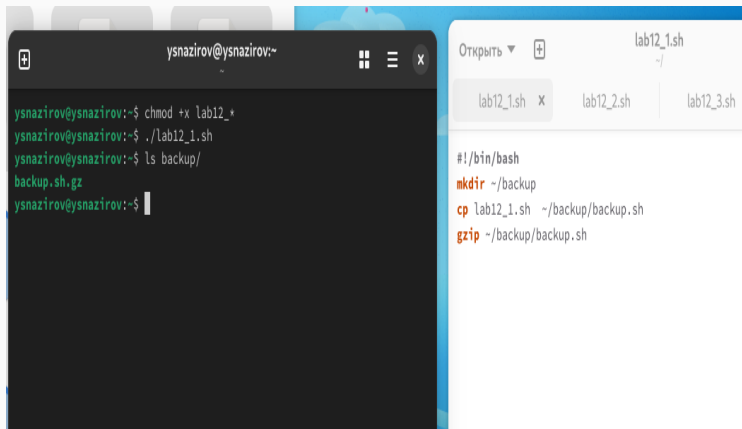 ysnazirov@ysnazirov:~
~
ysnazirov@ysnazirov:~$ chmod +x lab12_*
ysnazirov@ysnazirov:~$ ./lab12_1.sh
ysnazirov@ysnazirov:~$ ls backup/
backup.sh.gz
ysnazirov@ysnazirov:~$
Открыть lab12_1.sh
~/
lab12_1.sh lab12_2.sh lab12_3.sh
#!/bin/bash
mkdir ~/backup
cp lab12_1.sh ~/backup/backup.sh
gzip ~/backup/backup.sh